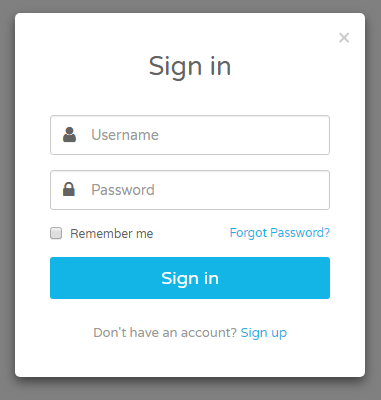 ×
Sign in
Username
Password
Remember me Forgot Password?
Sign in
Don't have an account? Sign up